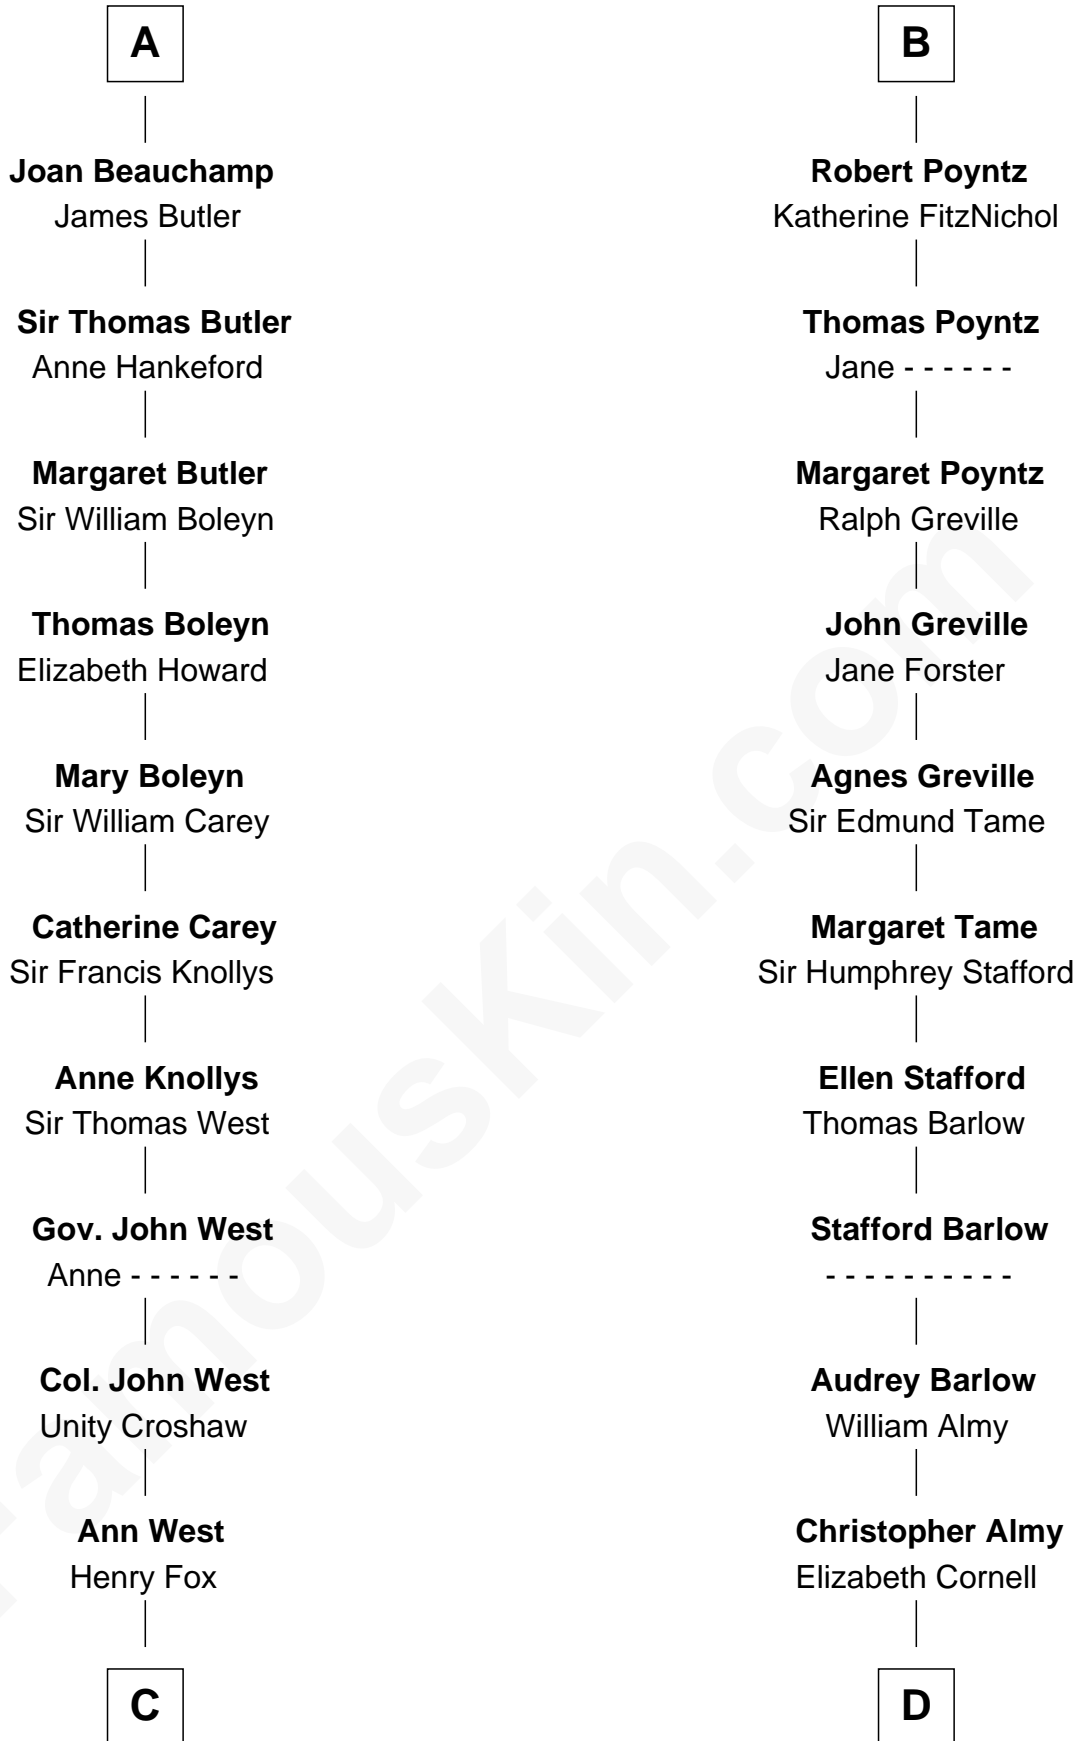 A
Joan Beauchamp
James Butler
Sir Thomas Butler
Anne Hankeford
Margaret Butler
Sir William Boleyn
Thomas Boleyn
Elizabeth Howard
Mary Boleyn
Sir William Carey
Catherine Carey
Sir Francis Knollys
Anne Knollys
Sir Thomas West
Gov. John West
Anne - - - - - -
Col. John West
Unity Croshaw
Ann West
Henry Fox
C
B
Robert Poyntz
Katherine FitzNichol
Thomas Poyntz
Jane - - - - - -
Margaret Poyntz
Ralph Greville
John Greville
Jane Forster
Agnes Greville
Sir Edmund Tame
Margaret Tame
Sir Humphrey Stafford
Ellen Stafford
Thomas Barlow
Stafford Barlow
- - - - - - - - - -
Audrey Barlow
William Almy
Christopher Almy
Elizabeth Cornell
D
FamousKin.com